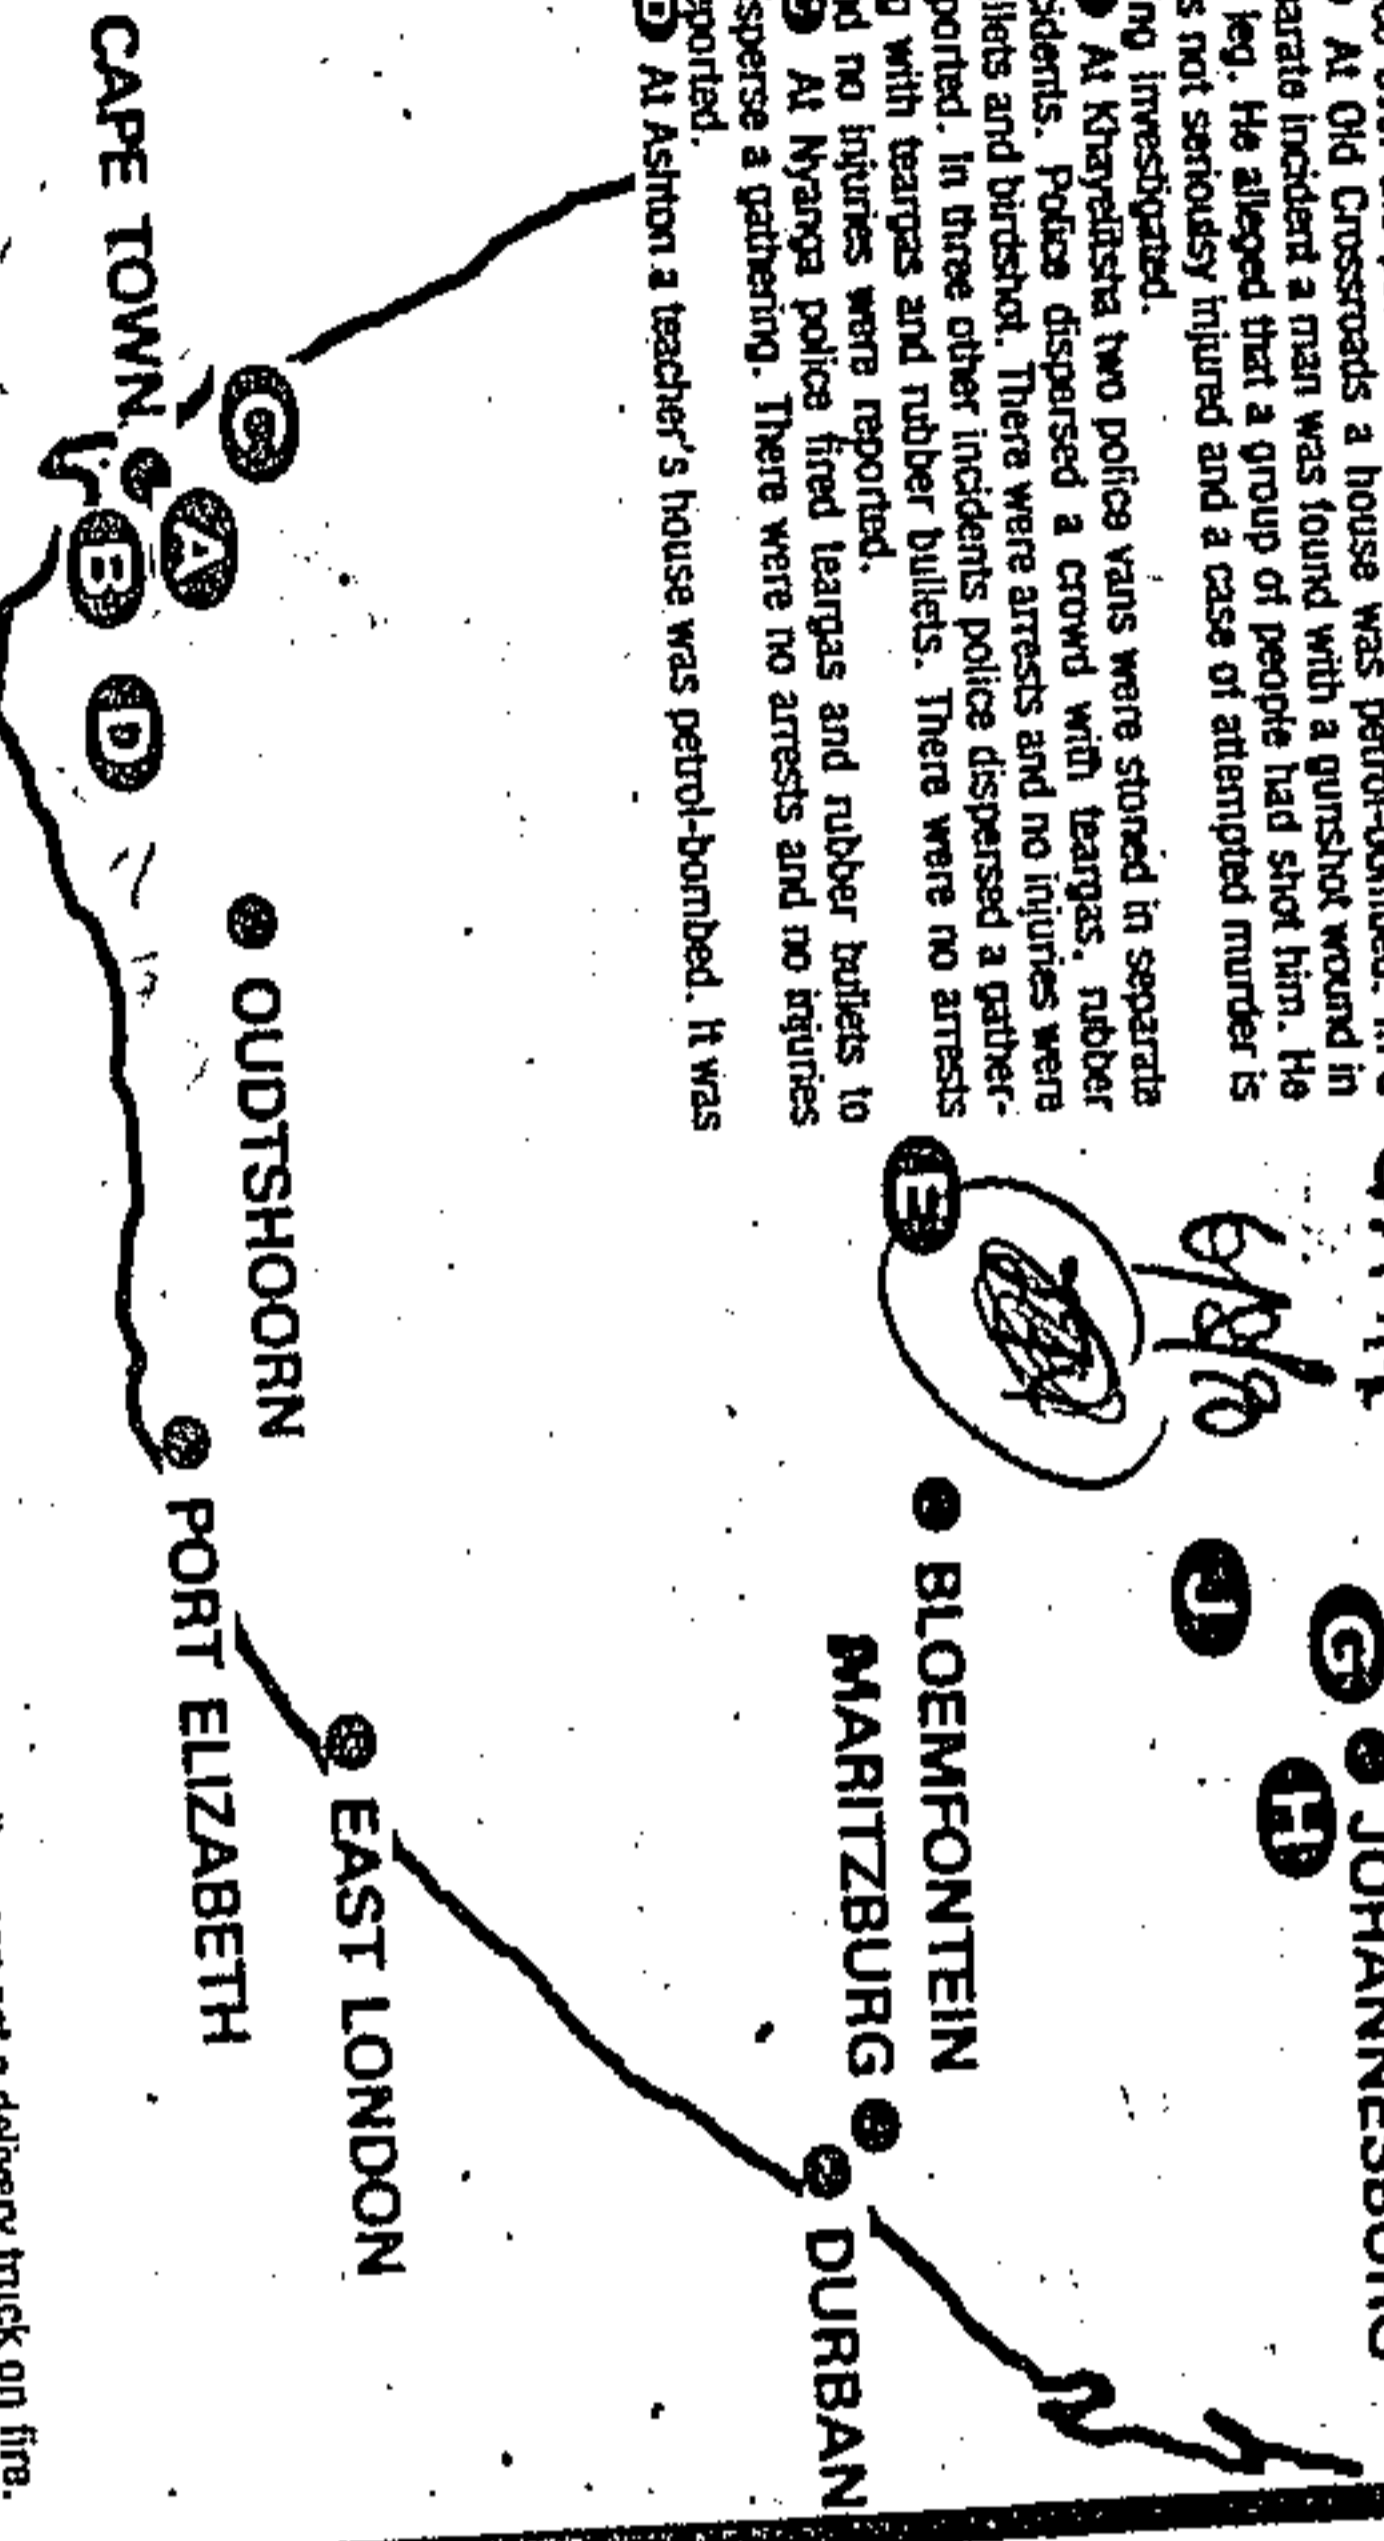 At Old Crossroads a house was petrol-bombed.
arate incident a man was found with a gunshot wound in
leg. He alleged that a group of people had shot him. He
s not seriousy injured and a case of attempted murder is
ng investigated.
At Khayelitsha two police vans were stoned in separate
cidents. Police dispersed a crowd with teargas, rubber
llets and birdshot. There were arrests and no injuries were
ported. In three other incidents police dispersed a gather-
g with teargas and rubber bullets. There were no arrests
nd no injuries were reported.
C At Nyanga police fired teargas and rubber bullets to
sperse a gathering. There were no arrests and no injuries
ported.
D At Ashton a teacher's house was petrol-bombed. It was
G
JOHANNESBURG
H
J
E
BLOEMFONTEIN
MARITZBURG
DURBAN
EAST LONDON
OUDTSHOORN
PORT ELIZABETH
C
A
B
D
CAPE TOWN
delivery truck on fire.